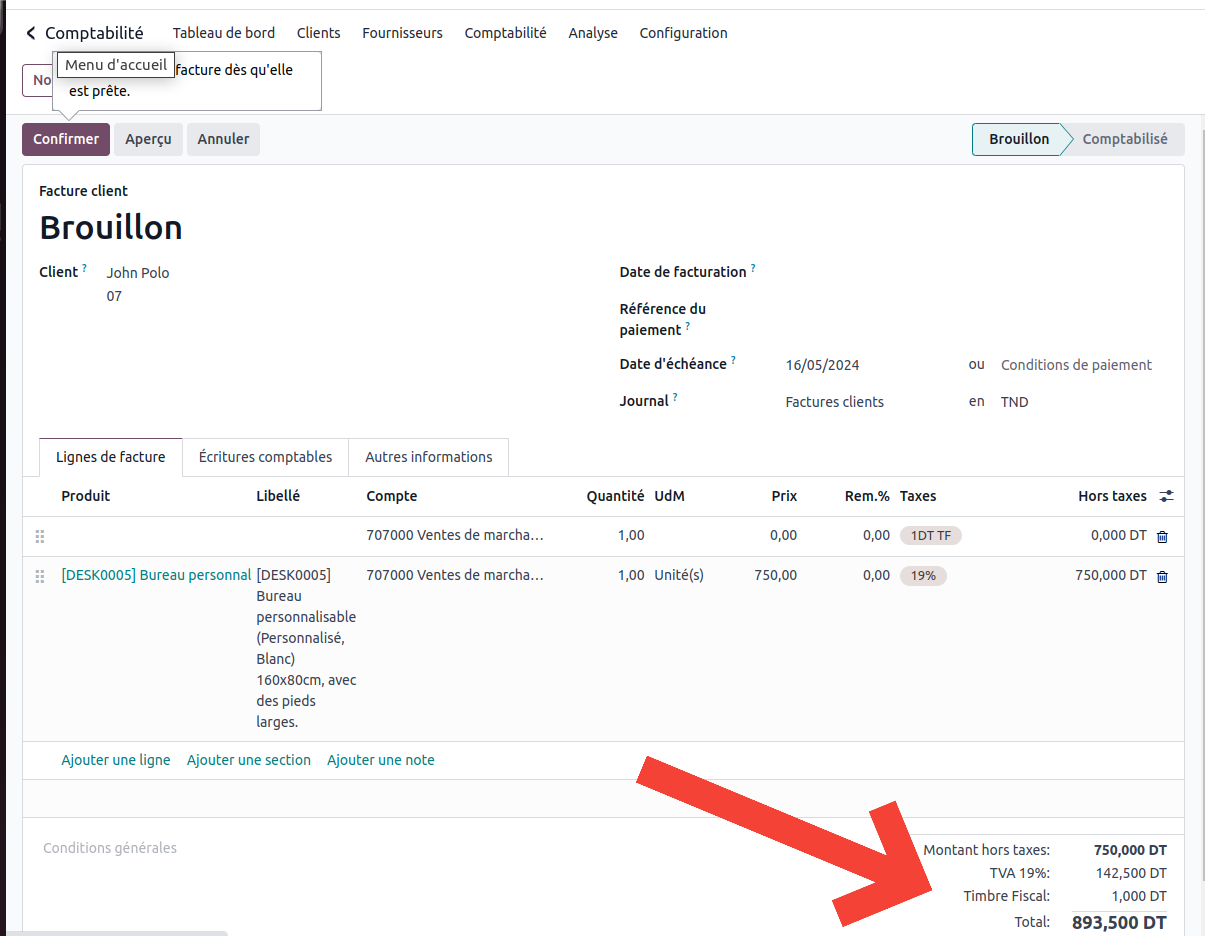 Comptabilité Tableau de bord Clients Fournisseurs Comptabilité Analyse Configuration
Menu d'accueil facture dès qu'elle
est prête.
No
Confirmer Aperçu Annuler Brouillon Comptabilisé
Facture client
Brouillon
Client ? John Polo
07
Date de facturation ?
Référence du
paiement ?
Date d'échéance ? 16/05/2024 ou Conditions de paiement
Journal ? Factures clients en TND
Lignes de facture Écritures comptables Autres informations
Produit Libellé Compte Quantité UdM Prix Rem.% Taxes Hors taxes
707000 Ventes de marcha... 1,00 0,00 0,00 1DT TF 0,000 DT
[DESK0005] Bureau personnal [DESK0005] 707000 Ventes de marcha... 1,00 Unité(s) 750,00 0,00 19% 750,000 DT
Bureau
personnalisable
(Personnalisé,
Blanc)
160x80cm, avec
des pieds
larges.
Ajouter une ligne Ajouter une section Ajouter une note
Conditions générales
Montant hors taxes: 750,000 DT
TVA 19%: 142,500 DT
Timbre Fiscal: 1,000 DT
Total: 893,500 DT